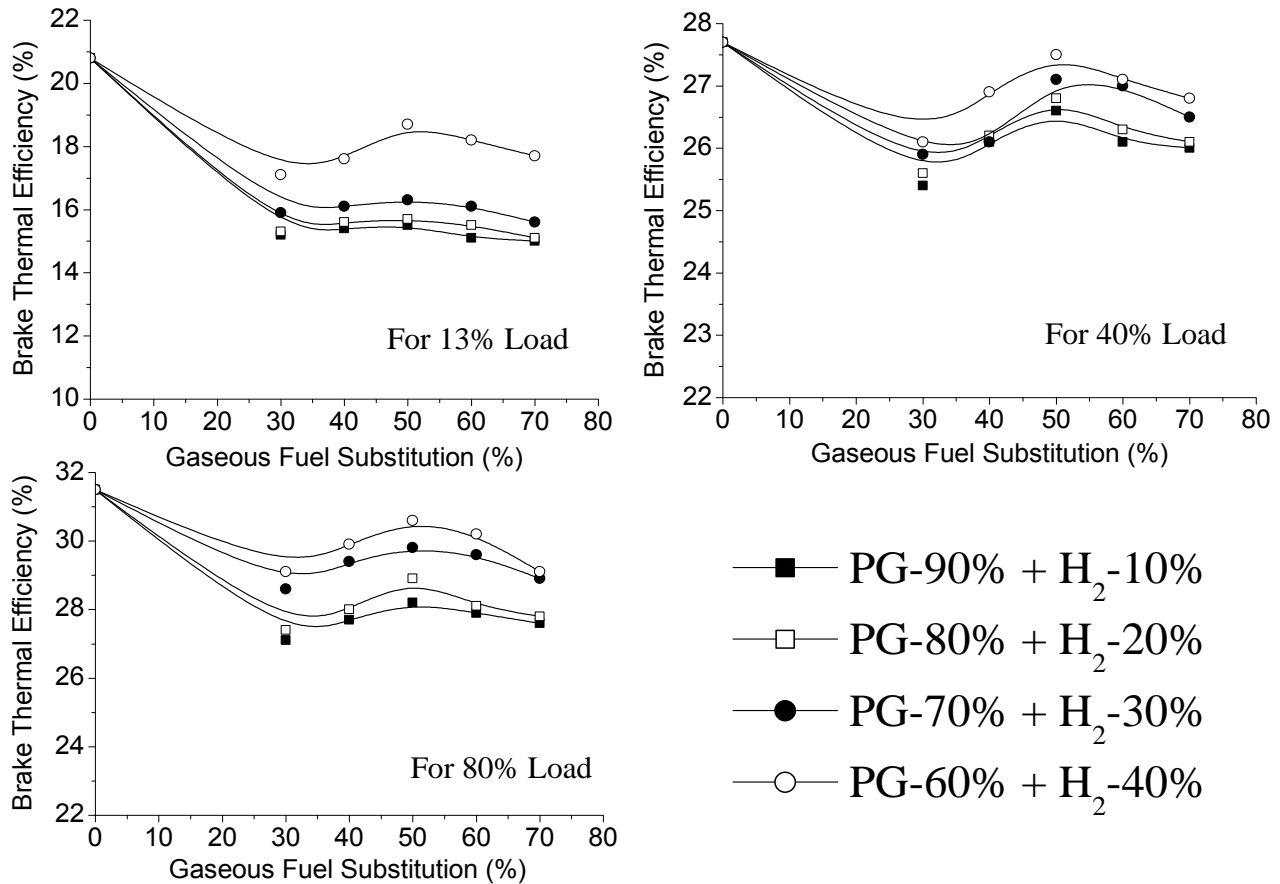 Brake Thermal Efficiency (%)
22
20
18
16
14
12
10
0 10 20 30 40 50 60 70 80
Gaseous Fuel Substitution (%)
For 13% Load
Brake Thermal Efficiency (%)
28
27
26
25
24
23
22
0 10 20 30 40 50 60 70 80
Gaseous Fuel Substitution (%)
For 40% Load
Brake Thermal Efficiency (%)
32
30
28
26
24
22
0 10 20 30 40 50 60 70 80
Gaseous Fuel Substitution (%)
For 80% Load
PG-90% + H₂-10%
PG-80% + H₂-20%
PG-70% + H₂-30%
PG-60% + H₂-40%